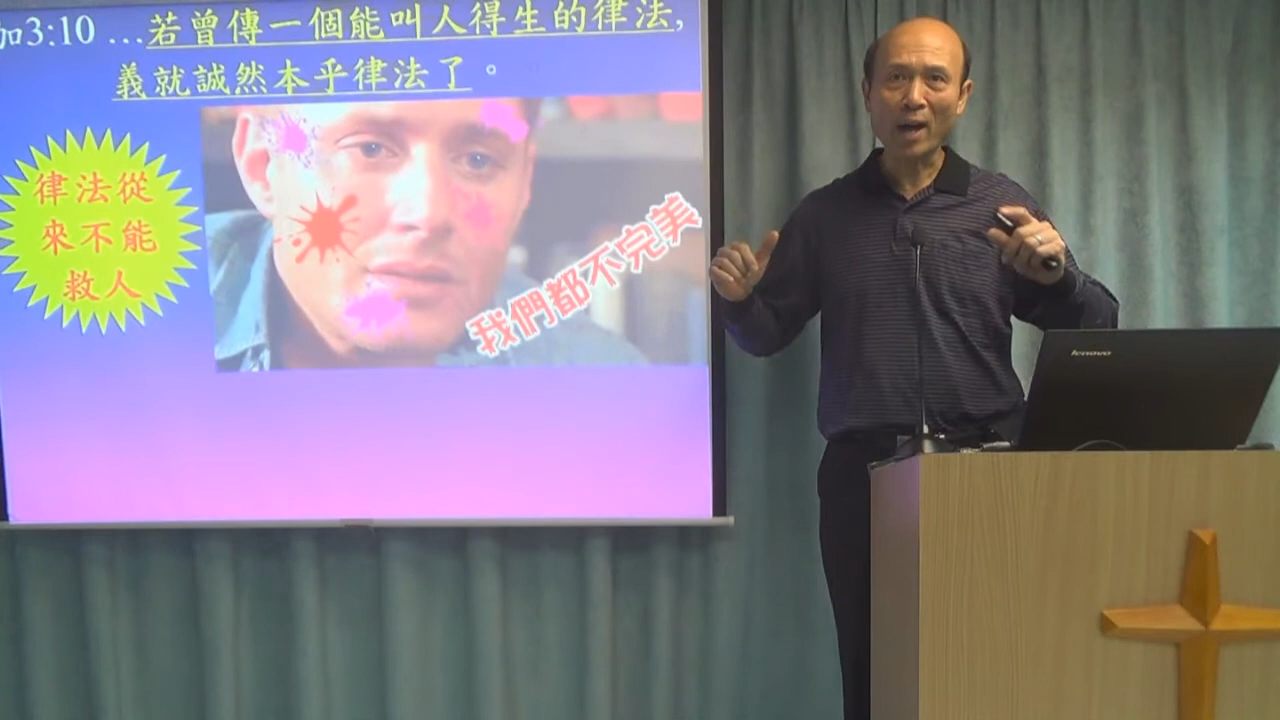 加3:10 …若曾傳一個能叫人得生的律法,
義就誠然本乎律法了。
律法從
來不能
救人
我們都不完美
lenovo